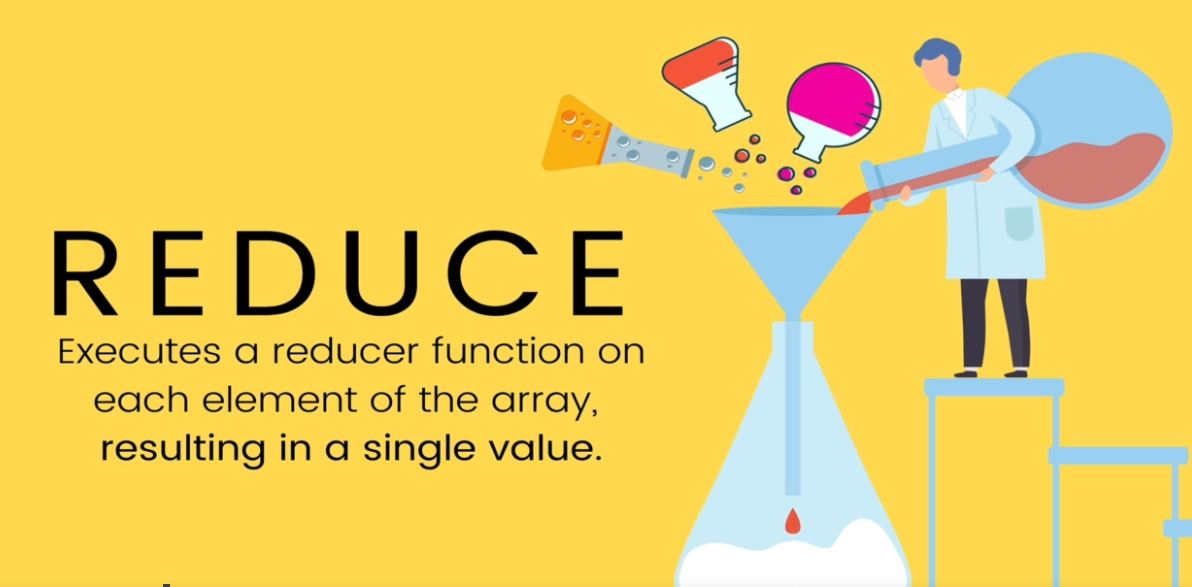 REDUCE
Executes a reducer function on
each element of the array,
resulting in a single value.